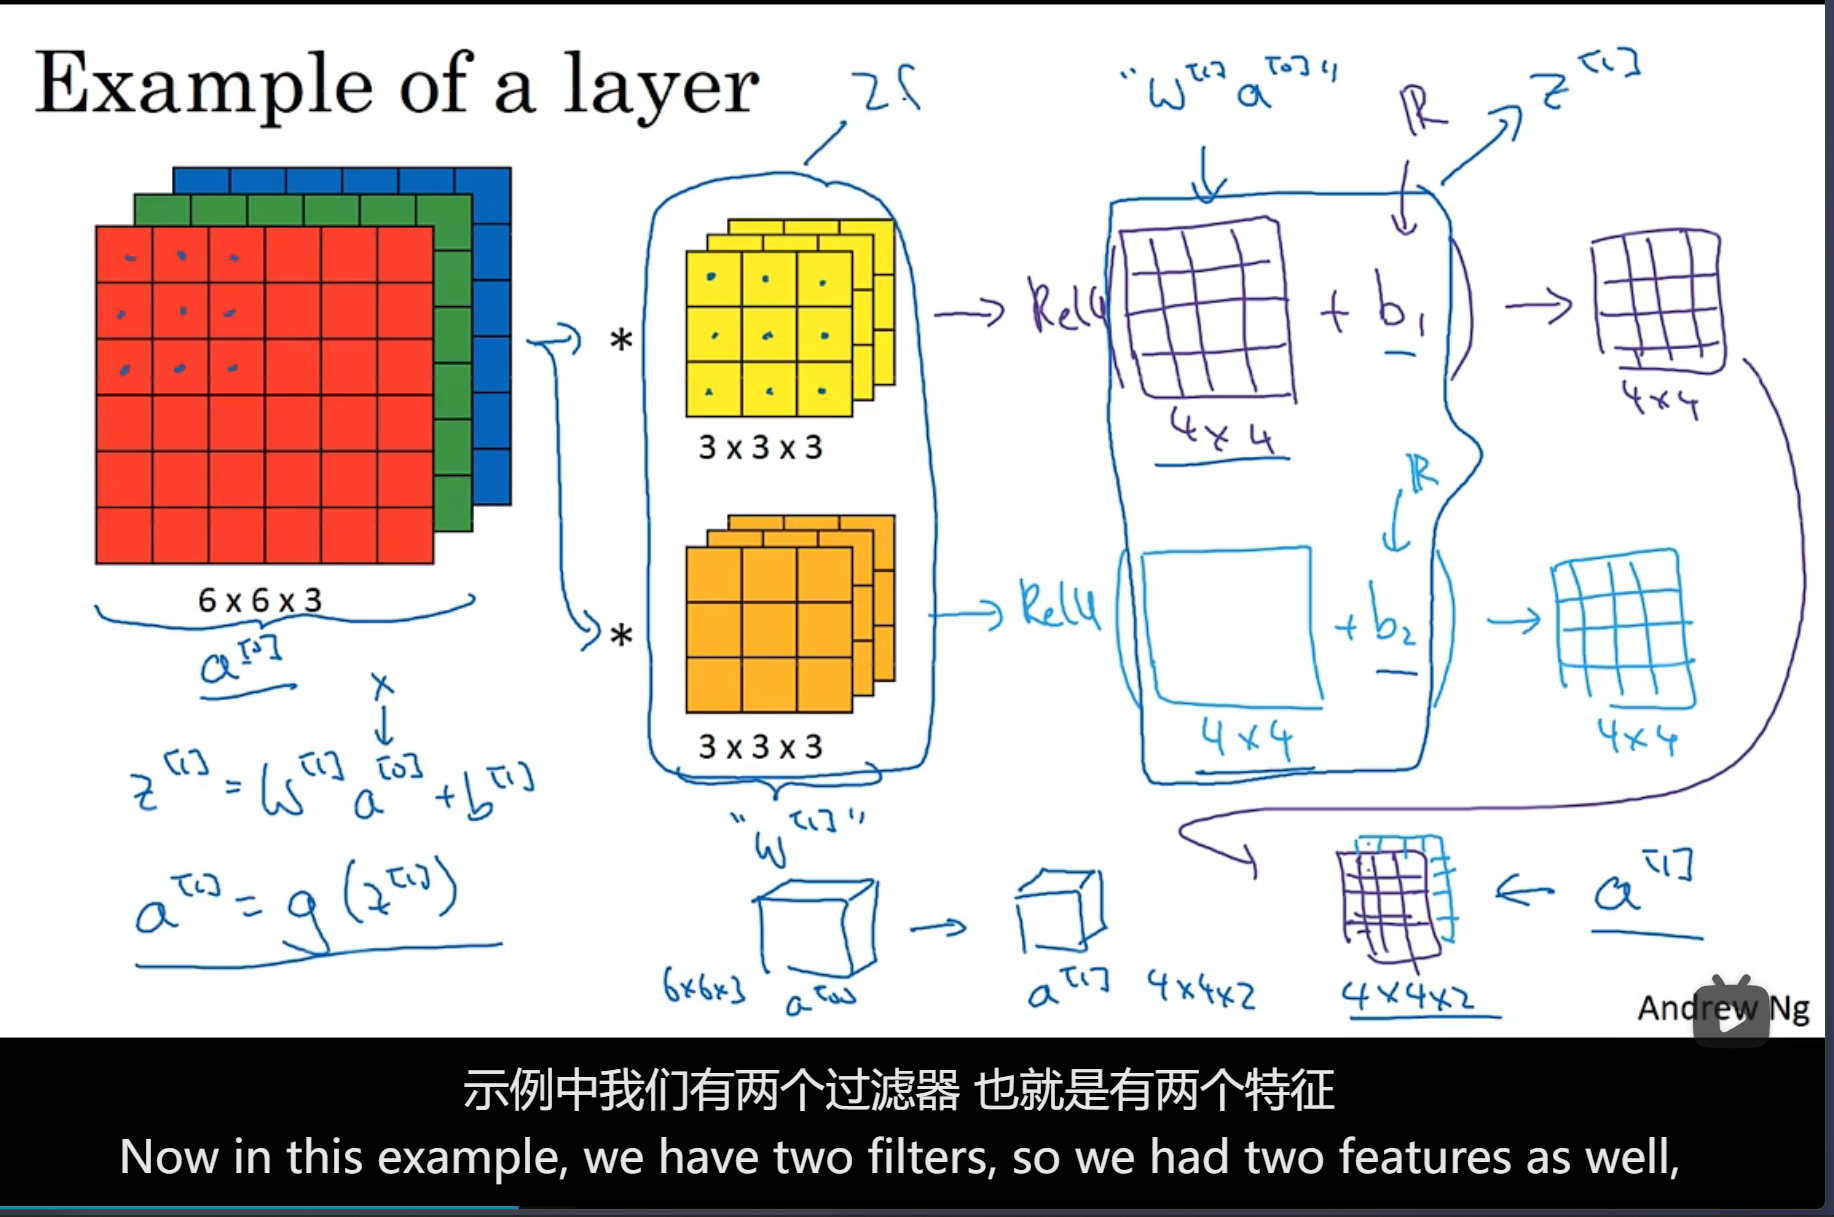 Example of a layer
"W[1] a[0]"
ℝ
z[1]
*
3 x 3 x 3
ReLU
(
+ b1
)
4x4
4x4
6 x 6 x 3
a[0]
x
z[1] = W[1] a[0] + b[1]
a[1] = g(z[1])
*
3 x 3 x 3
"W[1]"
ℝ
ReLU
(
+ b2
)
4x4
4x4
6x6x3
a[0]
a[1]
4x4x2
4x4x2
a[1]
Andrew Ng
示例中我们有两个过滤器 也就是有两个特征
Now in this example, we have two filters, so we had two features as well,